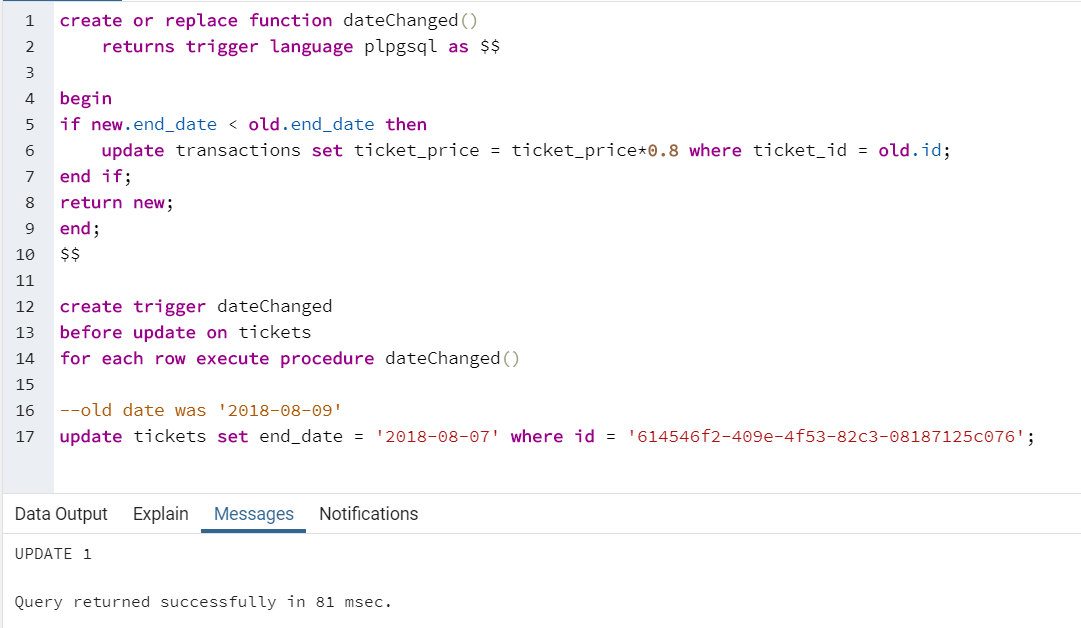 1 create or replace function dateChanged()
2     returns trigger language plpgsql as $$
3
4 begin
5 if new.end_date < old.end_date then
6     update transactions set ticket_price = ticket_price*0.8 where ticket_id = old.id;
7 end if;
8 return new;
9 end;
10 $$
11
12 create trigger dateChanged
13 before update on tickets
14 for each row execute procedure dateChanged()
15
16 --old date was '2018-08-09'
17 update tickets set end_date = '2018-08-07' where id = '614546f2-409e-4f53-82c3-08187125c076';
Data Output Explain Messages Notifications
UPDATE 1
Query returned successfully in 81 msec.